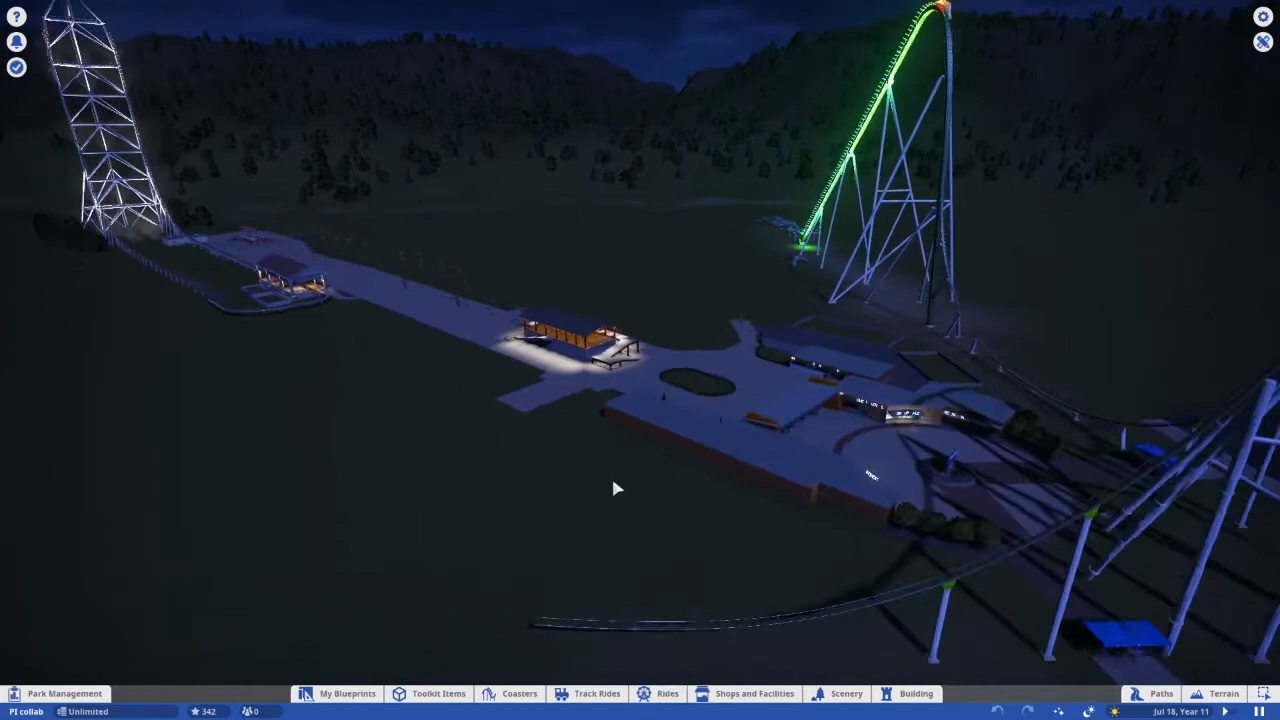 ?
Park Management
My Blueprints
Toolkit Items
Coasters
Track Rides
Rides
Shops and Facilities
Scenery
Building
Paths
Terrain
PI collab
Unlimited
342
0
Jul 18, Year 11